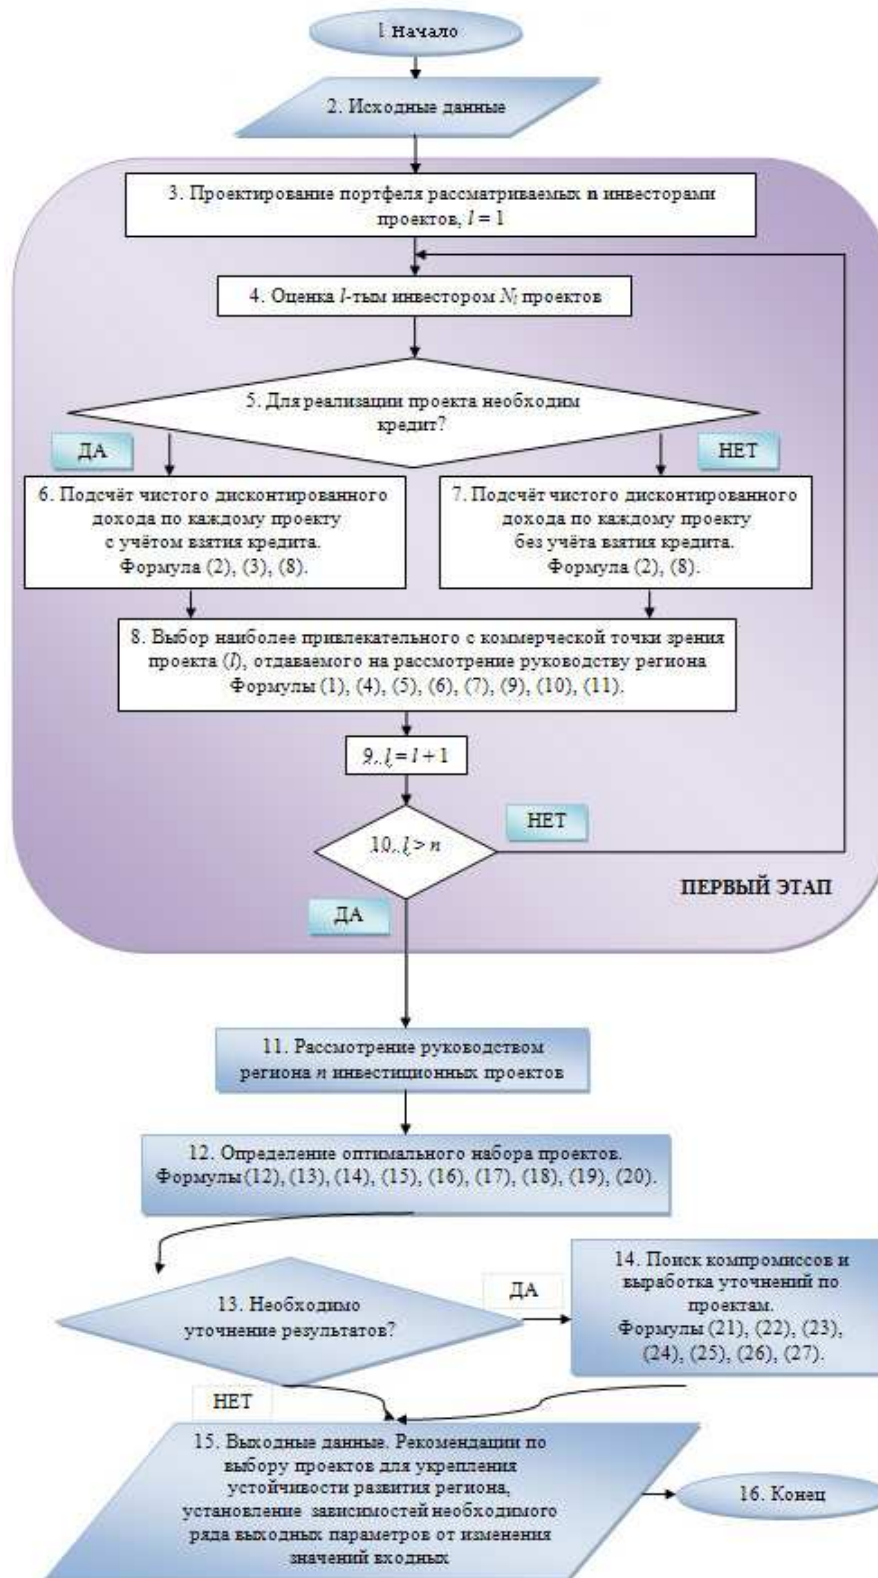 1 Начало
2. Исходные данные
3. Проектирование портфеля рассматриваемых n инвесторами
проектов, l = 1
4. Оценка l-тым инвестором Nl проектов
5. Для реализации проекта необходим
кредит?
ДА
НЕТ
6. Подсчёт чистого дисконтированного
дохода по каждому проекту
с учётом взятия кредита.
Формула (2), (3), (8).
7. Подсчёт чистого дисконтированного
дохода по каждому проекту
без учёта взятия кредита.
Формула (2), (8).
8. Выбор наиболее привлекательного с коммерческой точки зрения
проекта (l), отдаваемого на рассмотрение руководству региона
Формулы (1), (4), (5), (6), (7), (9), (10), (11).
9. l = l + 1
10. l > n
НЕТ
ПЕРВЫЙ ЭТАП
ДА
11. Рассмотрение руководством
региона n инвестиционных проектов
12. Определение оптимального набора проектов.
Формулы (12), (13), (14), (15), (16), (17), (18), (19), (20).
13. Необходимо
уточнение результатов?
ДА
14. Поиск компромиссов и
выработка уточнений по
проектам.
Формулы (21), (22), (23),
(24), (25), (26), (27).
НЕТ
15. Выходные данные. Рекомендации по
выбору проектов для укрепления
устойчивости развития региона,
установление зависимостей необходимого
ряда выходных параметров от изменения
значений входных
16. Конец